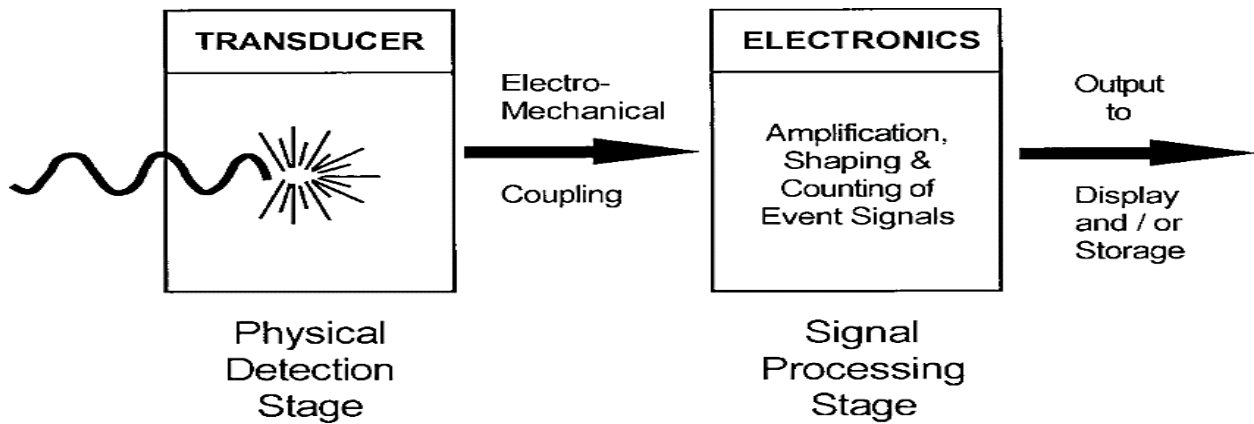 TRANSDUCER
Electro-
Mechanical
Coupling
ELECTRONICS
Amplification,
Shaping &
Counting of
Event Signals
Output
to
Display
and / or
Storage
Physical
Detection
Stage
Signal
Processing
Stage